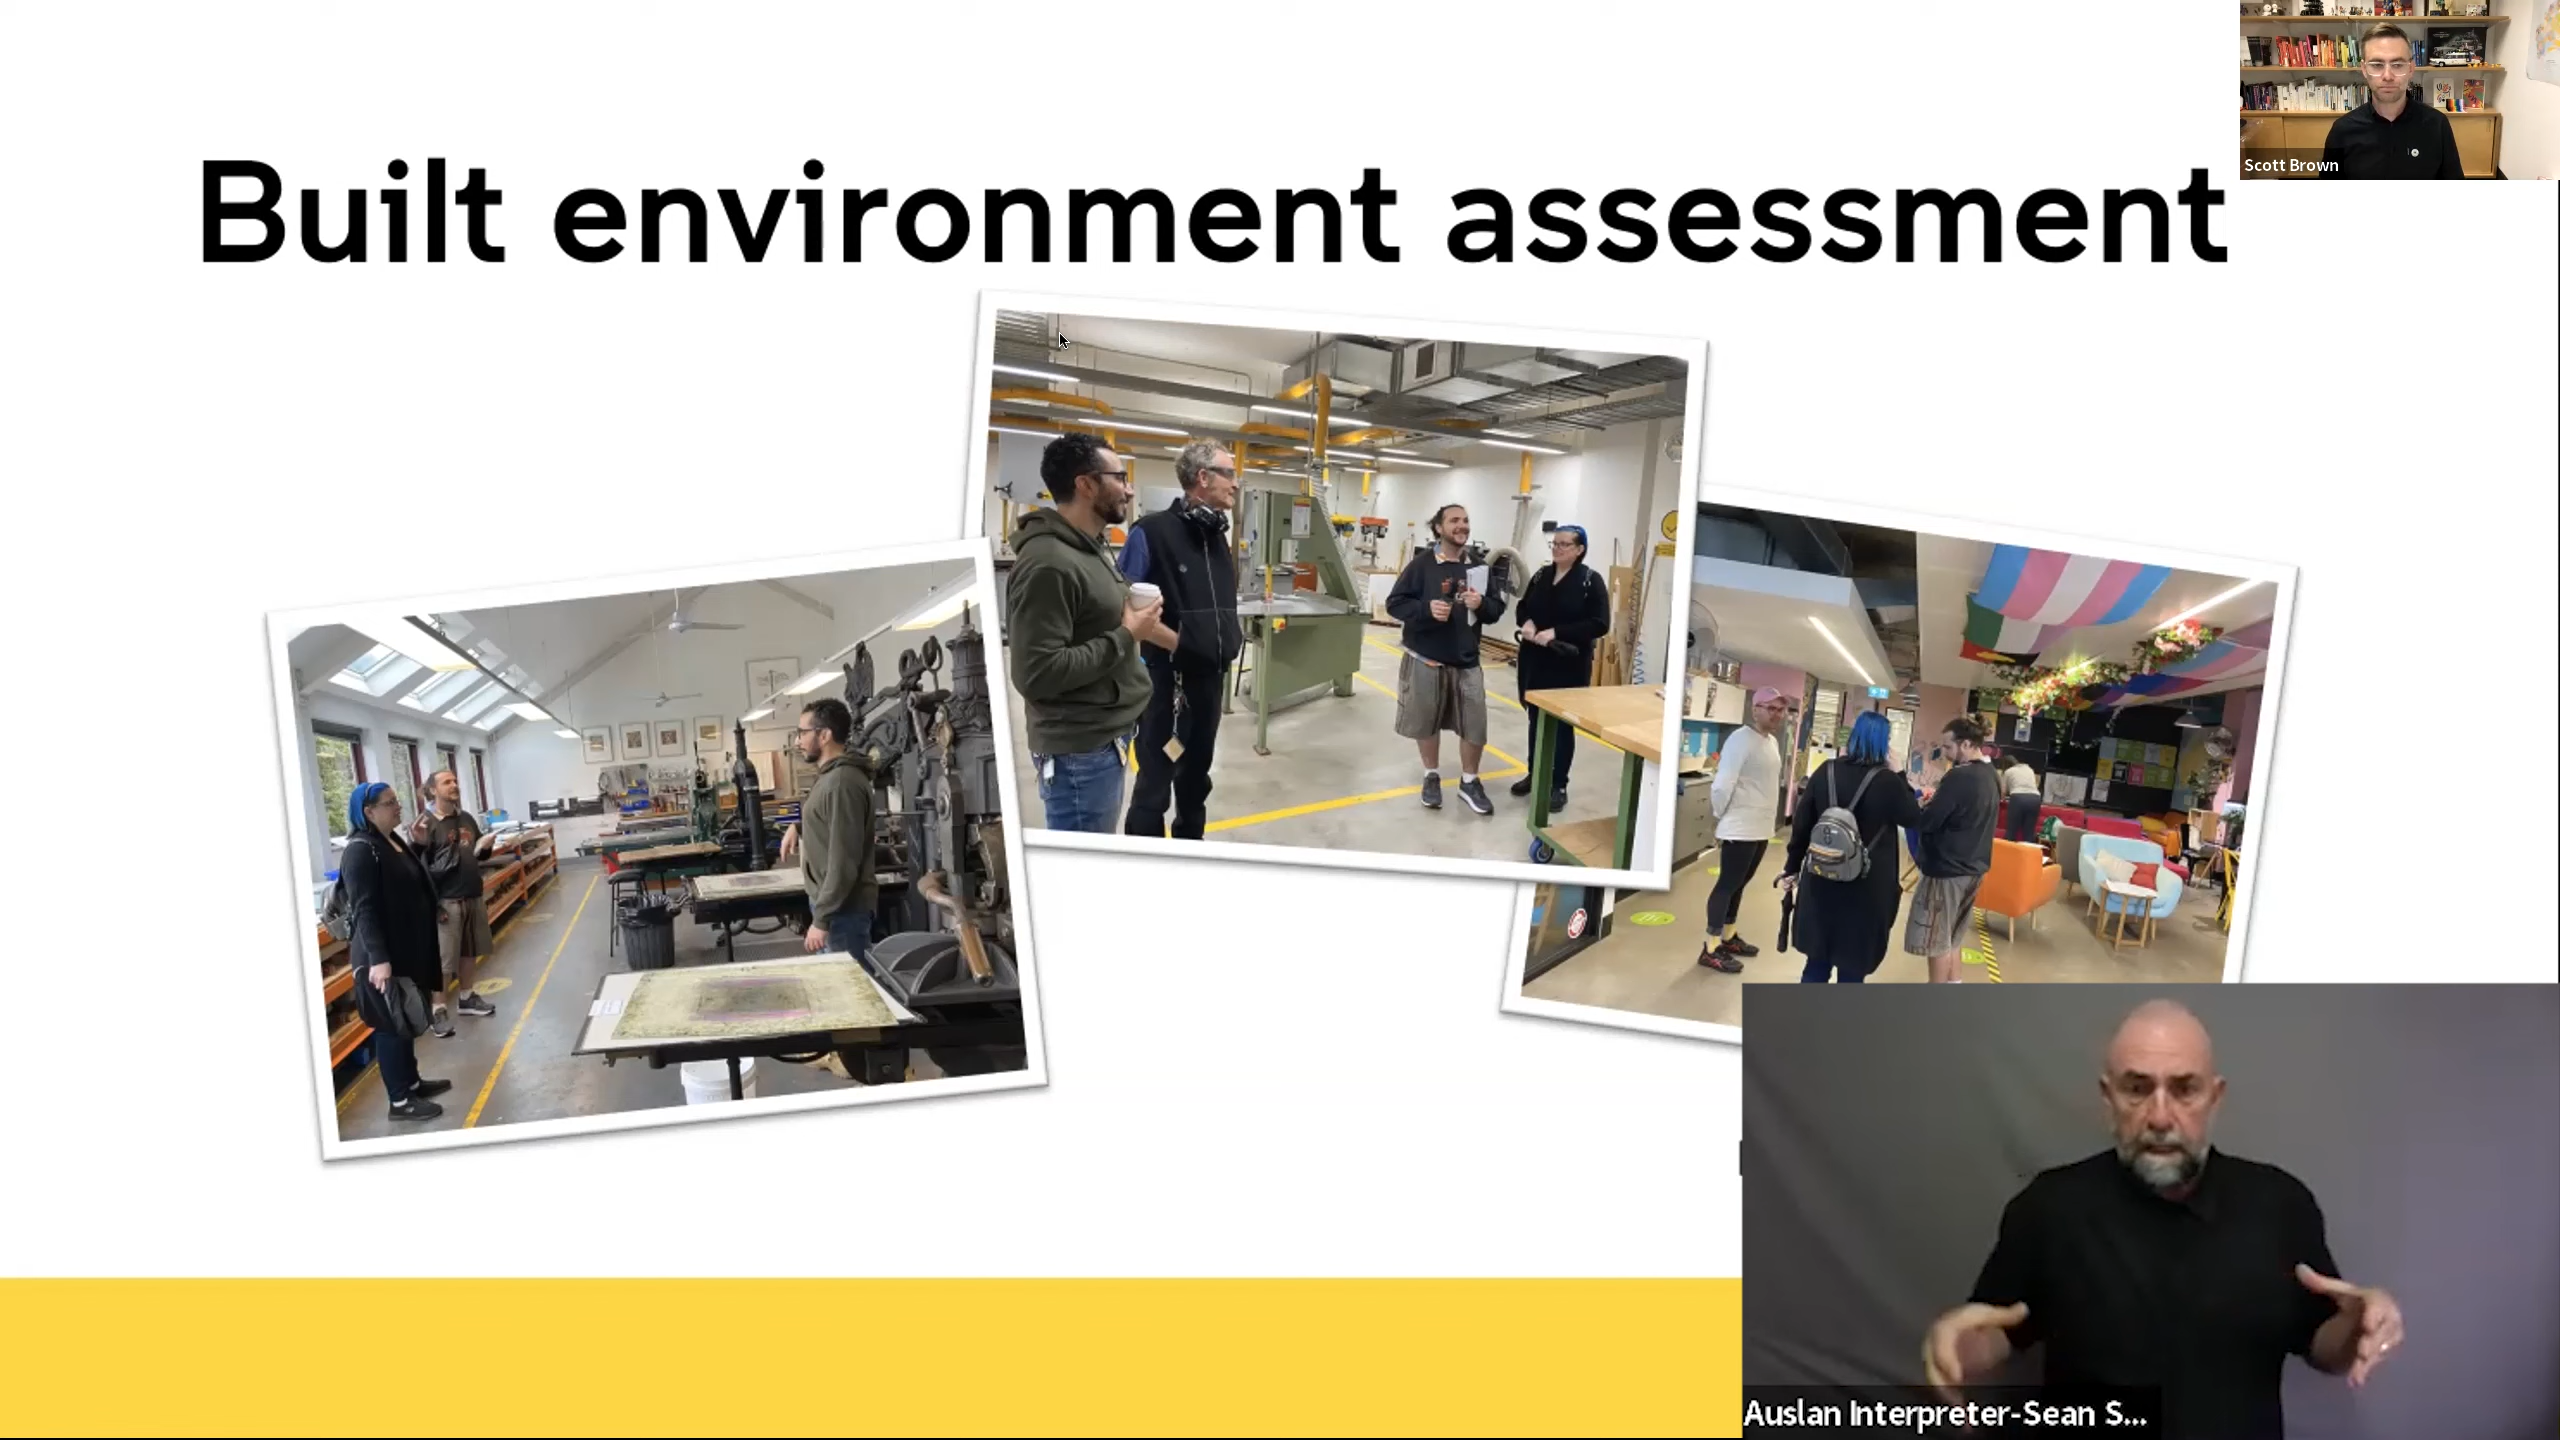 Scott Brown
Built environment assessment
Auslan Interpreter-Sean S...